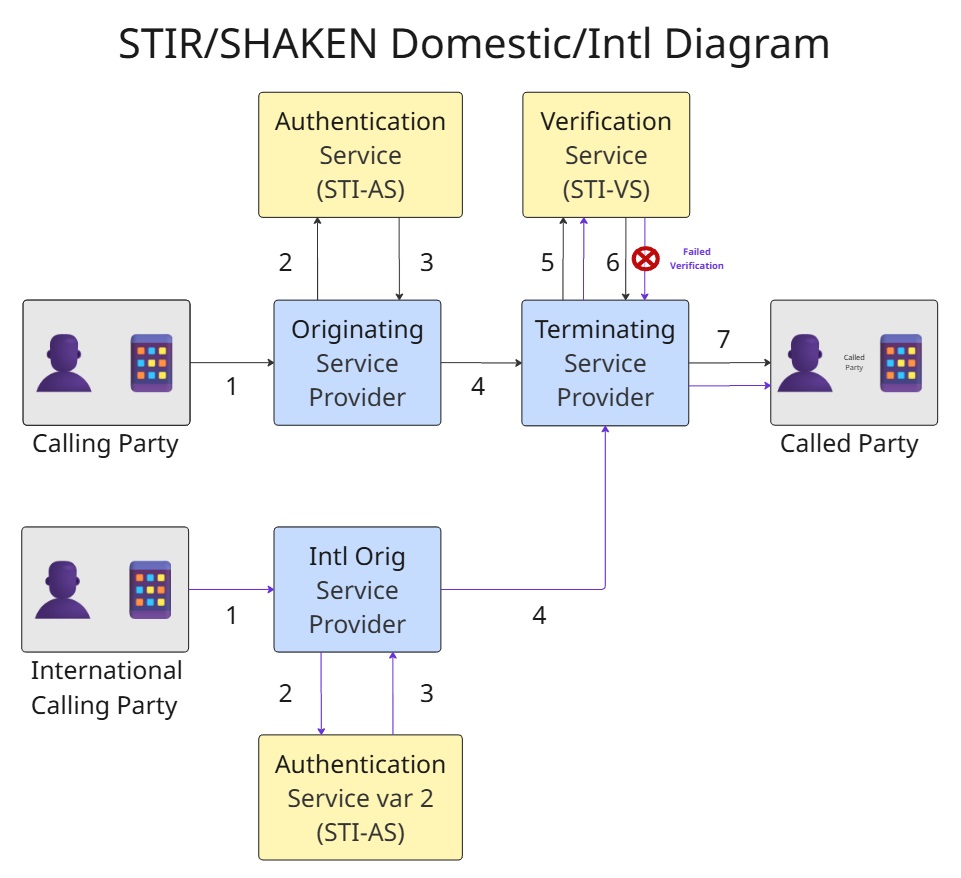 STIR/SHAKEN Domestic/Intl Diagram
Authentication
Service
(STI-AS)
Verification
Service
(STI-VS)
2
3
5
6
Failed
Verification
Originating
Service
Provider
Terminating
Service
Provider
7
Called
Party
1
4
Calling Party
Called Party
Intl Orig
Service
Provider
1
4
International
Calling Party
2
3
Authentication
Service var 2
(STI-AS)